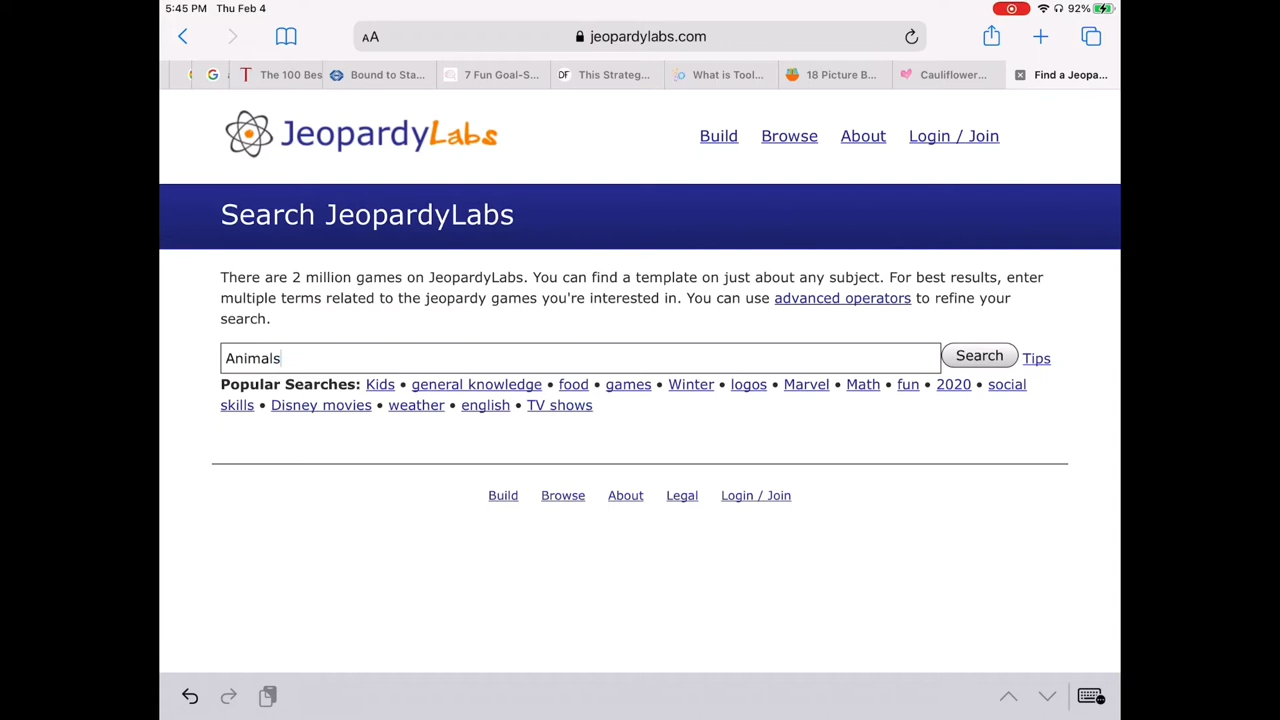 5:45 PM Thu Feb 4 92%
AA jeopardylabs.com
The 100 Bes Bound to Sta... 7 Fun Goal-S... DF This Strateg... What is Tool... 18 Picture B... Cauliflower... Find a Jeopa...
JeopardyLabs Build Browse About Login / Join
Search JeopardyLabs
There are 2 million games on JeopardyLabs. You can find a template on just about any subject. For best results, enter
multiple terms related to the jeopardy games you're interested in. You can use advanced operators to refine your
search.
Animals Search Tips
Popular Searches: Kids • general knowledge • food • games • Winter • logos • Marvel • Math • fun • 2020 • social
skills • Disney movies • weather • english • TV shows
Build Browse About Legal Login / Join